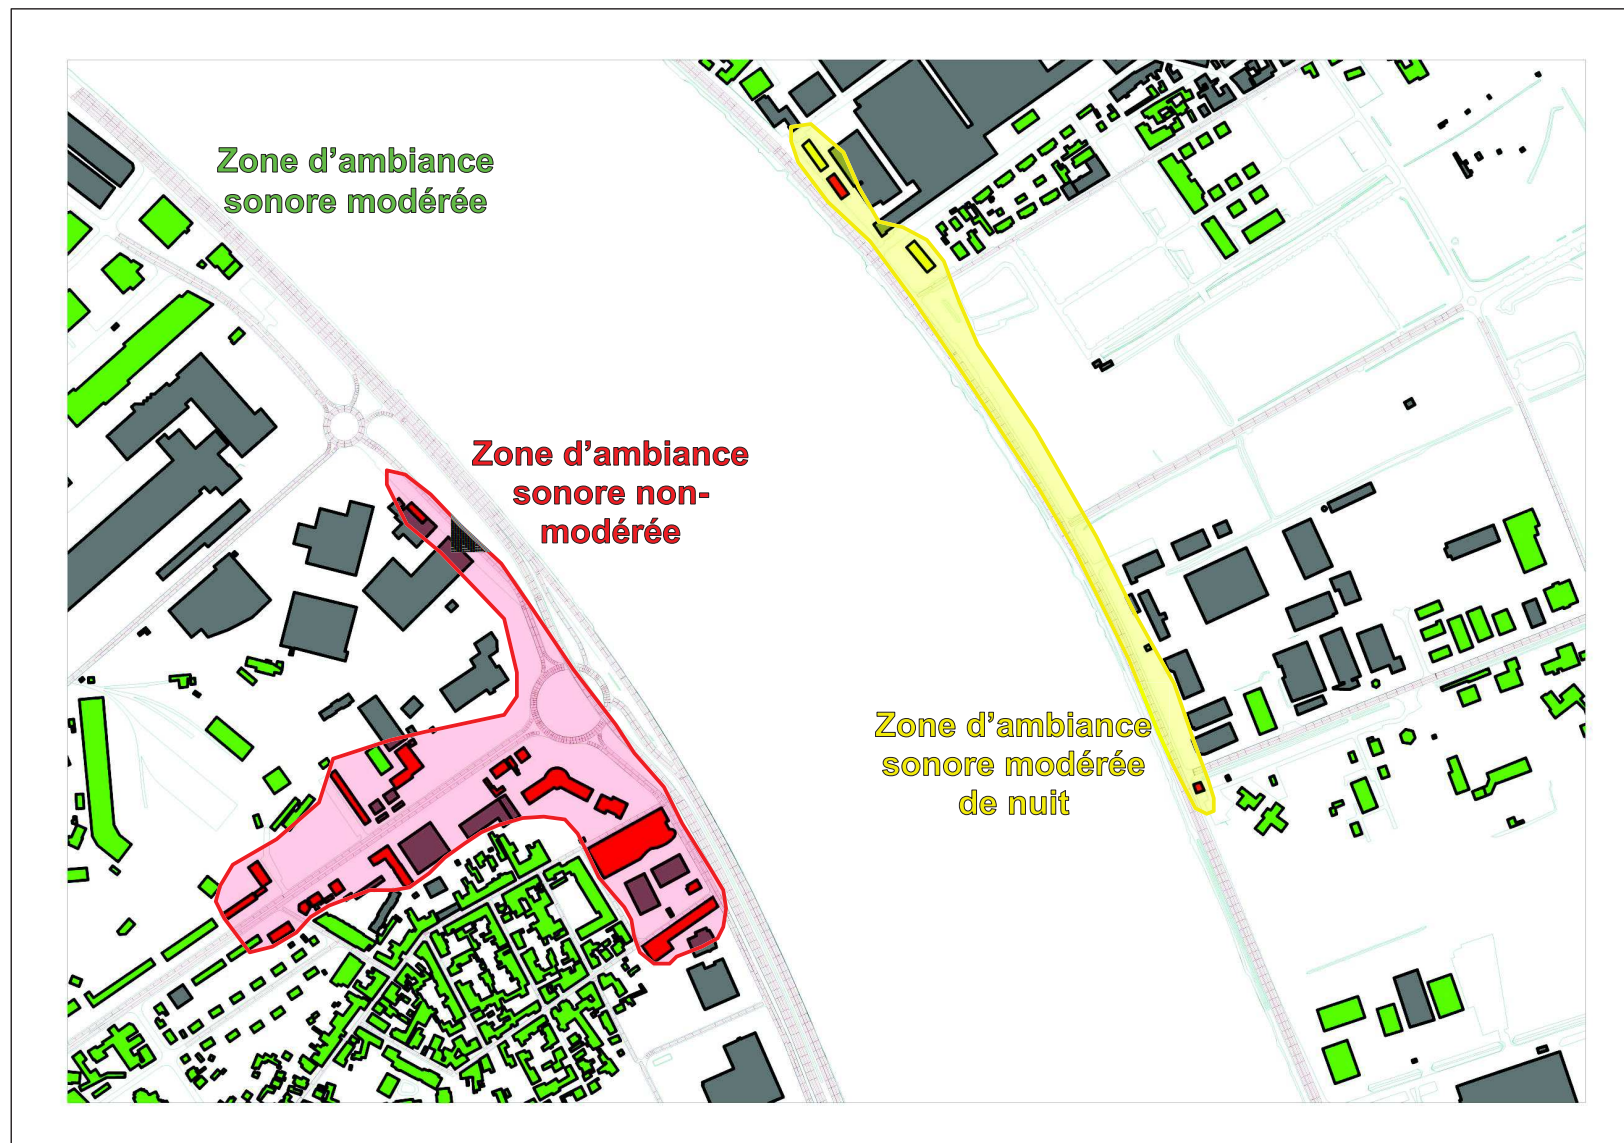 Zone d’ambiance
sonore modérée
Zone d’ambiance
sonore non-
modérée
Zone d’ambiance
sonore modérée
de nuit